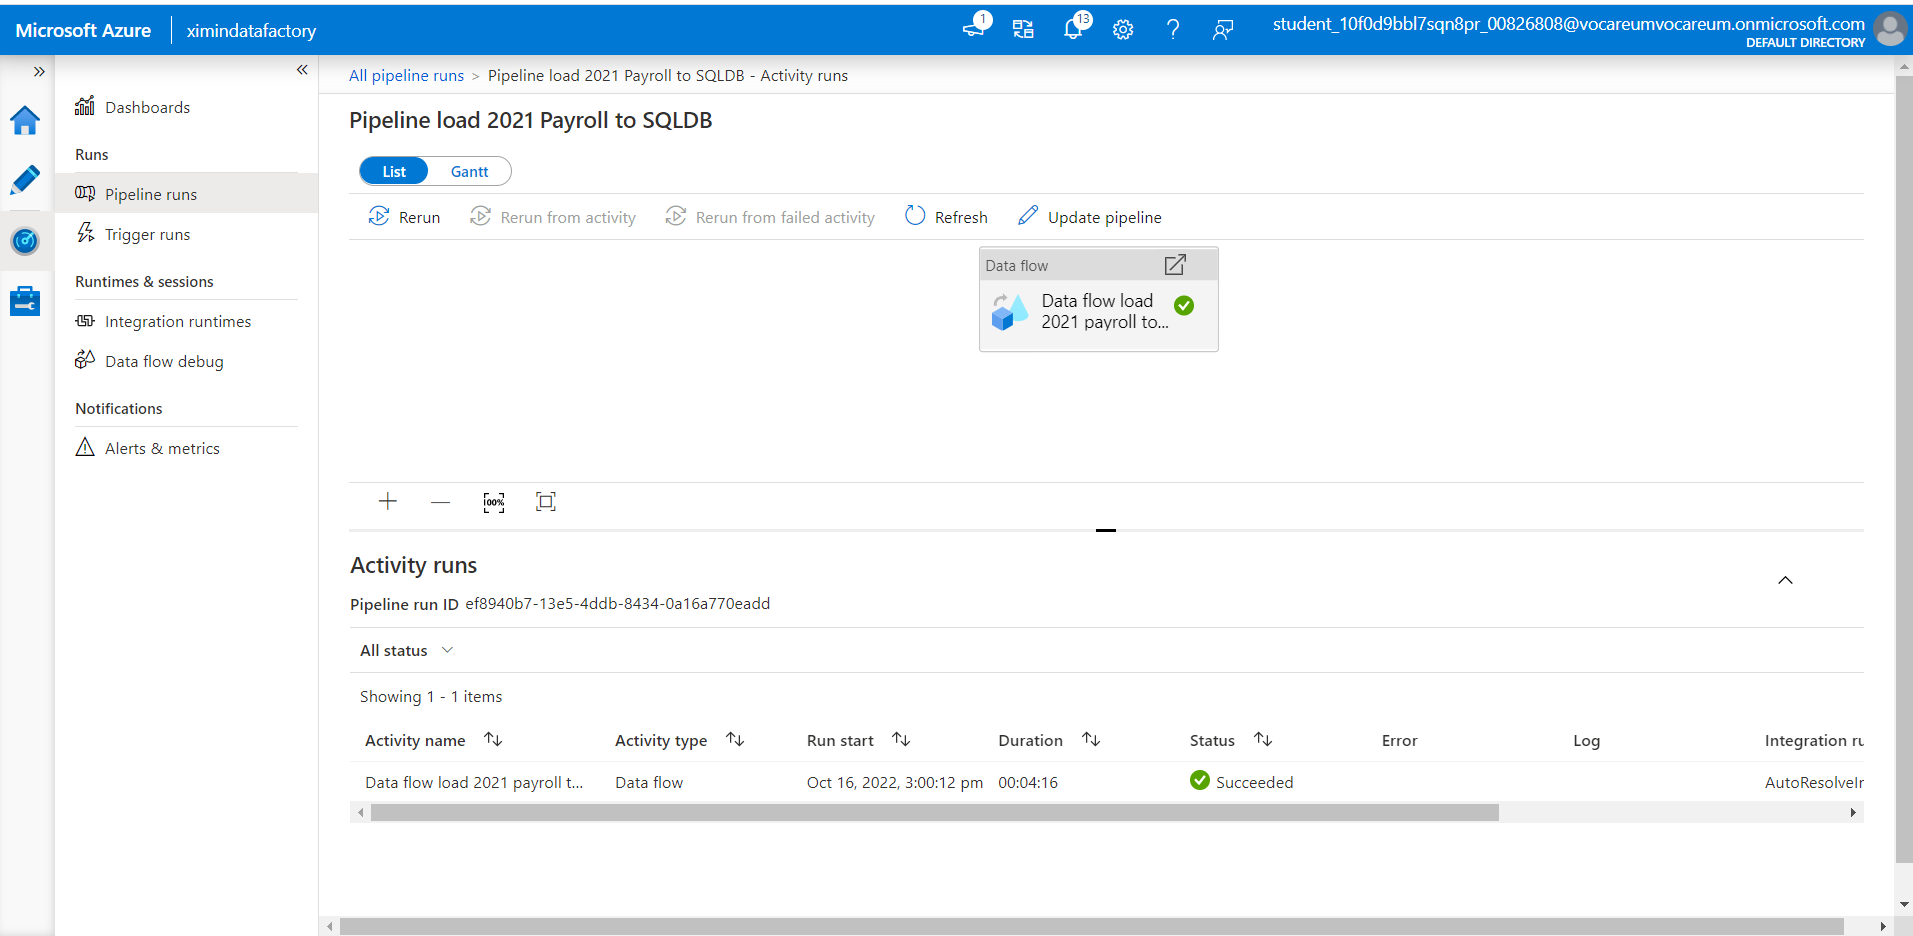 Microsoft Azure ximindatafactory 1 13 student_10f0d9bbl7sqn8pr_00826808@vocareumvocareum.onmicrosoft.com
DEFAULT DIRECTORY
Dashboards
Runs
Pipeline runs
Trigger runs
Runtimes & sessions
Integration runtimes
Data flow debug
Notifications
Alerts & metrics
All pipeline runs > Pipeline load 2021 Payroll to SQLDB - Activity runs
Pipeline load 2021 Payroll to SQLDB
List Gantt
Rerun Rerun from activity Rerun from failed activity Refresh Update pipeline
Data flow
Data flow load
2021 payroll to...
100%
Activity runs
Pipeline run ID ef8940b7-13e5-4ddb-8434-0a16a770eadd
All status
Showing 1 - 1 items
Activity name Activity type Run start Duration Status Error Log Integration ru
Data flow load 2021 payroll t... Data flow Oct 16, 2022, 3:00:12 pm 00:04:16 Succeeded AutoResolveIr